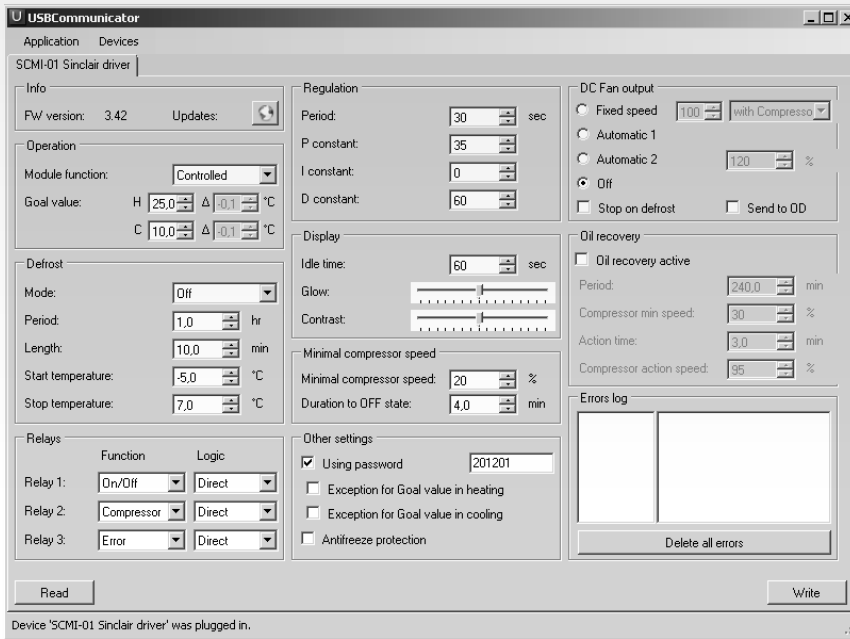 U USBCommunicator
Application Devices
SCMI-01 Sinclair driver
Info
FW version: 3.42 Updates:
Operation
Module function: Controlled
Goal value: H 25,0 Δ -0,1 °C
C 10,0 Δ -0,1 °C
Defrost
Mode: Off
Period: 1,0 hr
Length: 10,0 min
Start temperature: -5,0 °C
Stop temperature: 7,0 °C
Relays
Function Logic
Relay 1: On/Off Direct
Relay 2: Compressor Direct
Relay 3: Error Direct
Regulation
Period: 30 sec
P constant: 35
I constant: 0
D constant: 60
Display
Idle time: 60 sec
Glow:
Contrast:
Minimal compressor speed
Minimal compressor speed: 20 %
Duration to OFF state: 4,0 min
Other settings
Using password 201201
Exception for Goal value in heating
Exception for Goal value in cooling
Antifreeze protection
DC Fan output
Fixed speed 100 with Compresso
Automatic 1
Automatic 2 120 %
Off
Stop on defrost Send to OD
Oil recovery
Oil recovery active
Period: 240,0 min
Compressor min speed: 30 %
Action time: 3,0 min
Compressor action speed: 95 %
Errors log
Delete all errors
Read Write
Device 'SCMI-01 Sinclair driver' was plugged in.